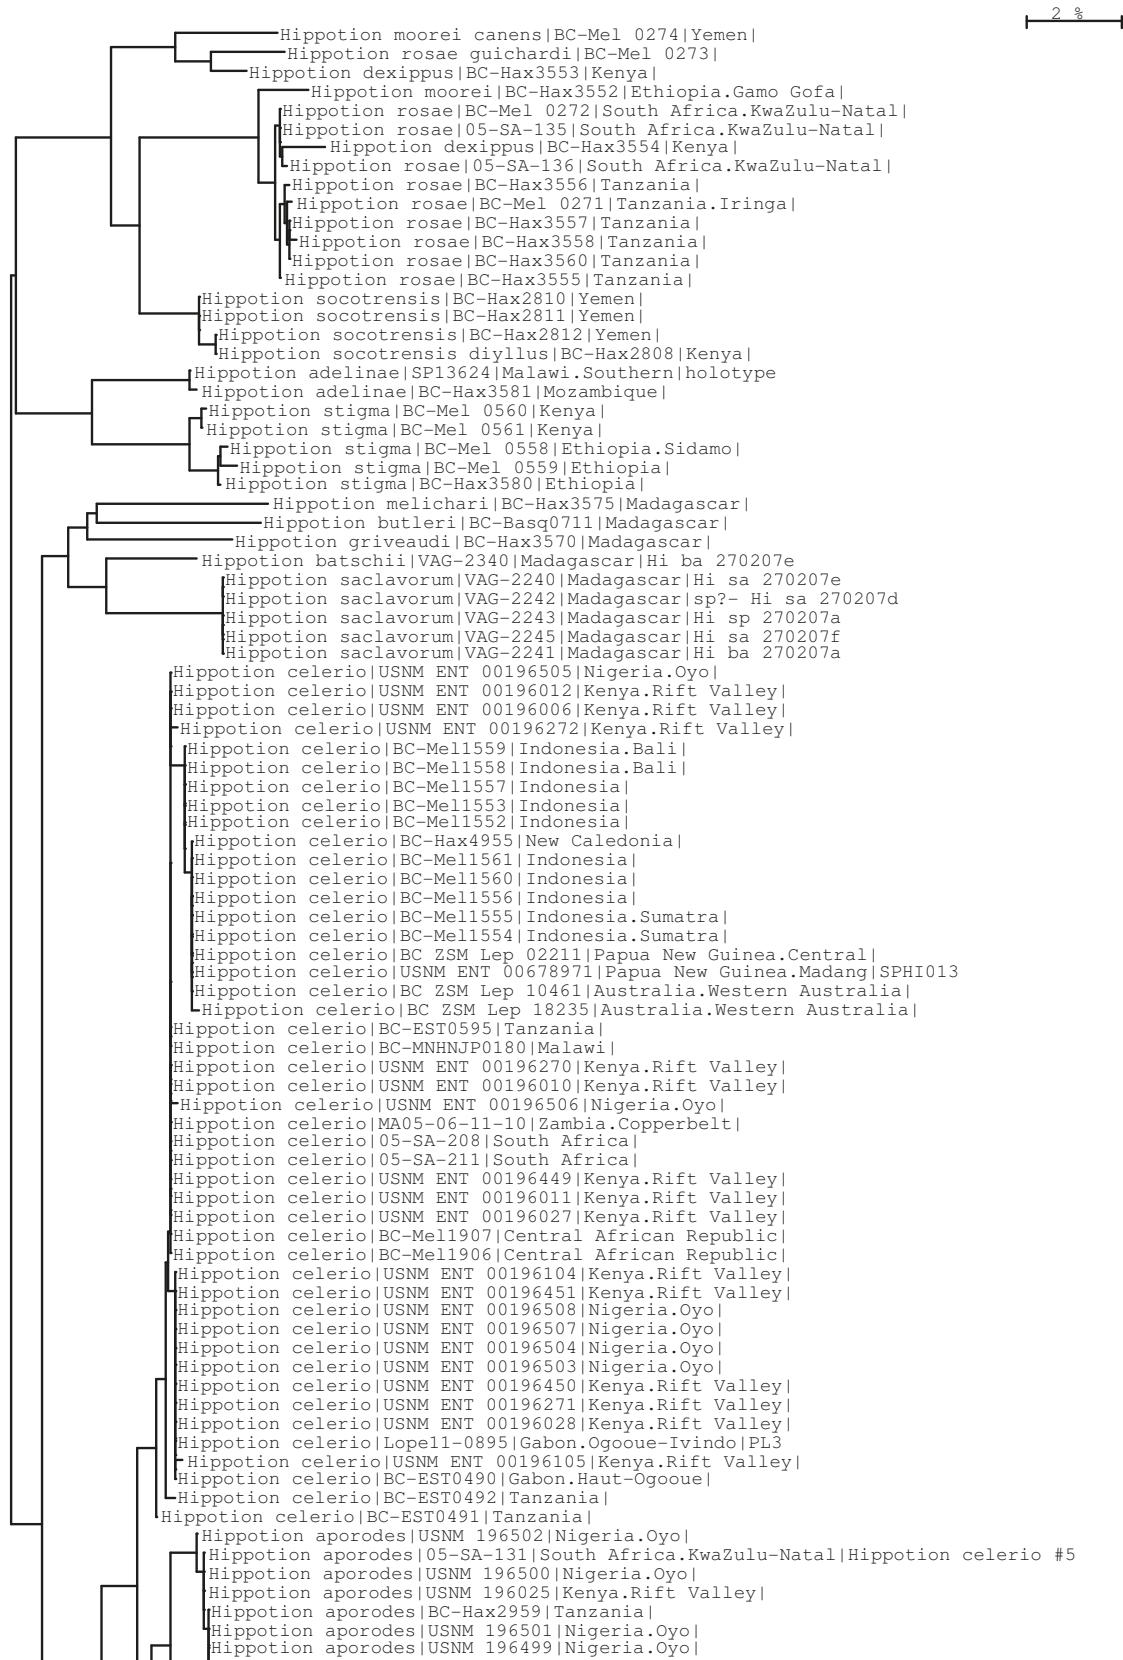 2 %
Hippotion moorei canens|BC-Mel 0274|Yemen|
Hippotion rosae guichardi|BC-Mel 0273|
Hippotion dexippus|BC-Hax3553|Kenya|
Hippotion moorei|BC-Hax3552|Ethiopia.Gamo Gofa|
Hippotion rosae|BC-Mel 0272|South Africa.KwaZulu-Natal|
Hippotion rosae|05-SA-135|South Africa.KwaZulu-Natal|
Hippotion dexippus|BC-Hax3554|Kenya|
Hippotion rosae|05-SA-136|South Africa.KwaZulu-Natal|
Hippotion rosae|BC-Hax3556|Tanzania|
Hippotion rosae|BC-Mel 0271|Tanzania.Iringa|
Hippotion rosae|BC-Hax3557|Tanzania|
Hippotion rosae|BC-Hax3558|Tanzania|
Hippotion rosae|BC-Hax3560|Tanzania|
Hippotion rosae|BC-Hax3555|Tanzania|
Hippotion socotrensis|BC-Hax2810|Yemen|
Hippotion socotrensis|BC-Hax2811|Yemen|
Hippotion socotrensis|BC-Hax2812|Yemen|
Hippotion socotrensis diyllus|BC-Hax2808|Kenya|
Hippotion adelinae|SP13624|Malawi.Southern|holotype
Hippotion adelinae|BC-Hax3581|Mozambique|
Hippotion stigma|BC-Mel 0560|Kenya|
Hippotion stigma|BC-Mel 0561|Kenya|
Hippotion stigma|BC-Mel 0558|Ethiopia.Sidamo|
Hippotion stigma|BC-Mel 0559|Ethiopia|
Hippotion stigma|BC-Hax3580|Ethiopia|
Hippotion melichari|BC-Hax3575|Madagascar|
Hippotion butleri|BC-Basq0711|Madagascar|
Hippotion griveaudi|BC-Hax3570|Madagascar|
Hippotion batschii|VAG-2340|Madagascar|Hi ba 270207e
Hippotion saclavorum|VAG-2240|Madagascar|Hi sa 270207e
Hippotion saclavorum|VAG-2242|Madagascar|sp?- Hi sa 270207d
Hippotion saclavorum|VAG-2243|Madagascar|Hi sp 270207a
Hippotion saclavorum|VAG-2245|Madagascar|Hi sa 270207f
Hippotion saclavorum|VAG-2241|Madagascar|Hi ba 270207a
Hippotion celerio|USNM ENT 00196505|Nigeria.Oyo|
Hippotion celerio|USNM ENT 00196012|Kenya.Rift Valley|
Hippotion celerio|USNM ENT 00196006|Kenya.Rift Valley|
Hippotion celerio|USNM ENT 00196272|Kenya.Rift Valley|
Hippotion celerio|BC-Mel1559|Indonesia.Bali|
Hippotion celerio|BC-Mel1558|Indonesia.Bali|
Hippotion celerio|BC-Mel1557|Indonesia|
Hippotion celerio|BC-Mel1553|Indonesia|
Hippotion celerio|BC-Mel1552|Indonesia|
Hippotion celerio|BC-Hax4955|New Caledonia|
Hippotion celerio|BC-Mel1561|Indonesia|
Hippotion celerio|BC-Mel1560|Indonesia|
Hippotion celerio|BC-Mel1556|Indonesia|
Hippotion celerio|BC-Mel1555|Indonesia.Sumatra|
Hippotion celerio|BC-Mel1554|Indonesia.Sumatra|
Hippotion celerio|BC ZSM Lep 02211|Papua New Guinea.Central|
Hippotion celerio|USNM ENT 00678971|Papua New Guinea.Madang|SPHI013
Hippotion celerio|BC ZSM Lep 10461|Australia.Western Australia|
Hippotion celerio|BC ZSM Lep 18235|Australia.Western Australia|
Hippotion celerio|BC-EST0595|Tanzania|
Hippotion celerio|BC-MNHNJP0180|Malawi|
Hippotion celerio|USNM ENT 00196270|Kenya.Rift Valley|
Hippotion celerio|USNM ENT 00196010|Kenya.Rift Valley|
Hippotion celerio|USNM ENT 00196506|Nigeria.Oyo|
Hippotion celerio|MA05-06-11-10|Zambia.Copperbelt|
Hippotion celerio|05-SA-208|South Africa|
Hippotion celerio|05-SA-211|South Africa|
Hippotion celerio|USNM ENT 00196449|Kenya.Rift Valley|
Hippotion celerio|USNM ENT 00196011|Kenya.Rift Valley|
Hippotion celerio|USNM ENT 00196027|Kenya.Rift Valley|
Hippotion celerio|BC-Mel1907|Central African Republic|
Hippotion celerio|BC-Mel1906|Central African Republic|
Hippotion celerio|USNM ENT 00196104|Kenya.Rift Valley|
Hippotion celerio|USNM ENT 00196451|Kenya.Rift Valley|
Hippotion celerio|USNM ENT 00196508|Nigeria.Oyo|
Hippotion celerio|USNM ENT 00196507|Nigeria.Oyo|
Hippotion celerio|USNM ENT 00196504|Nigeria.Oyo|
Hippotion celerio|USNM ENT 00196503|Nigeria.Oyo|
Hippotion celerio|USNM ENT 00196450|Kenya.Rift Valley|
Hippotion celerio|USNM ENT 00196271|Kenya.Rift Valley|
Hippotion celerio|USNM ENT 00196028|Kenya.Rift Valley|
Hippotion celerio|Lope11-0895|Gabon.Ogooue-Ivindo|PL3
Hippotion celerio|USNM ENT 00196105|Kenya.Rift Valley|
Hippotion celerio|BC-EST0490|Gabon.Haut-Ogooue|
Hippotion celerio|BC-EST0492|Tanzania|
Hippotion celerio|BC-EST0491|Tanzania|
Hippotion aporodes|USNM 196502|Nigeria.Oyo|
Hippotion aporodes|05-SA-131|South Africa.KwaZulu-Natal|Hippotion celerio #5
Hippotion aporodes|USNM 196500|Nigeria.Oyo|
Hippotion aporodes|USNM 196025|Kenya.Rift Valley|
Hippotion aporodes|BC-Hax2959|Tanzania|
Hippotion aporodes|USNM 196501|Nigeria.Oyo|
Hippotion aporodes|USNM 196499|Nigeria.Oyo|